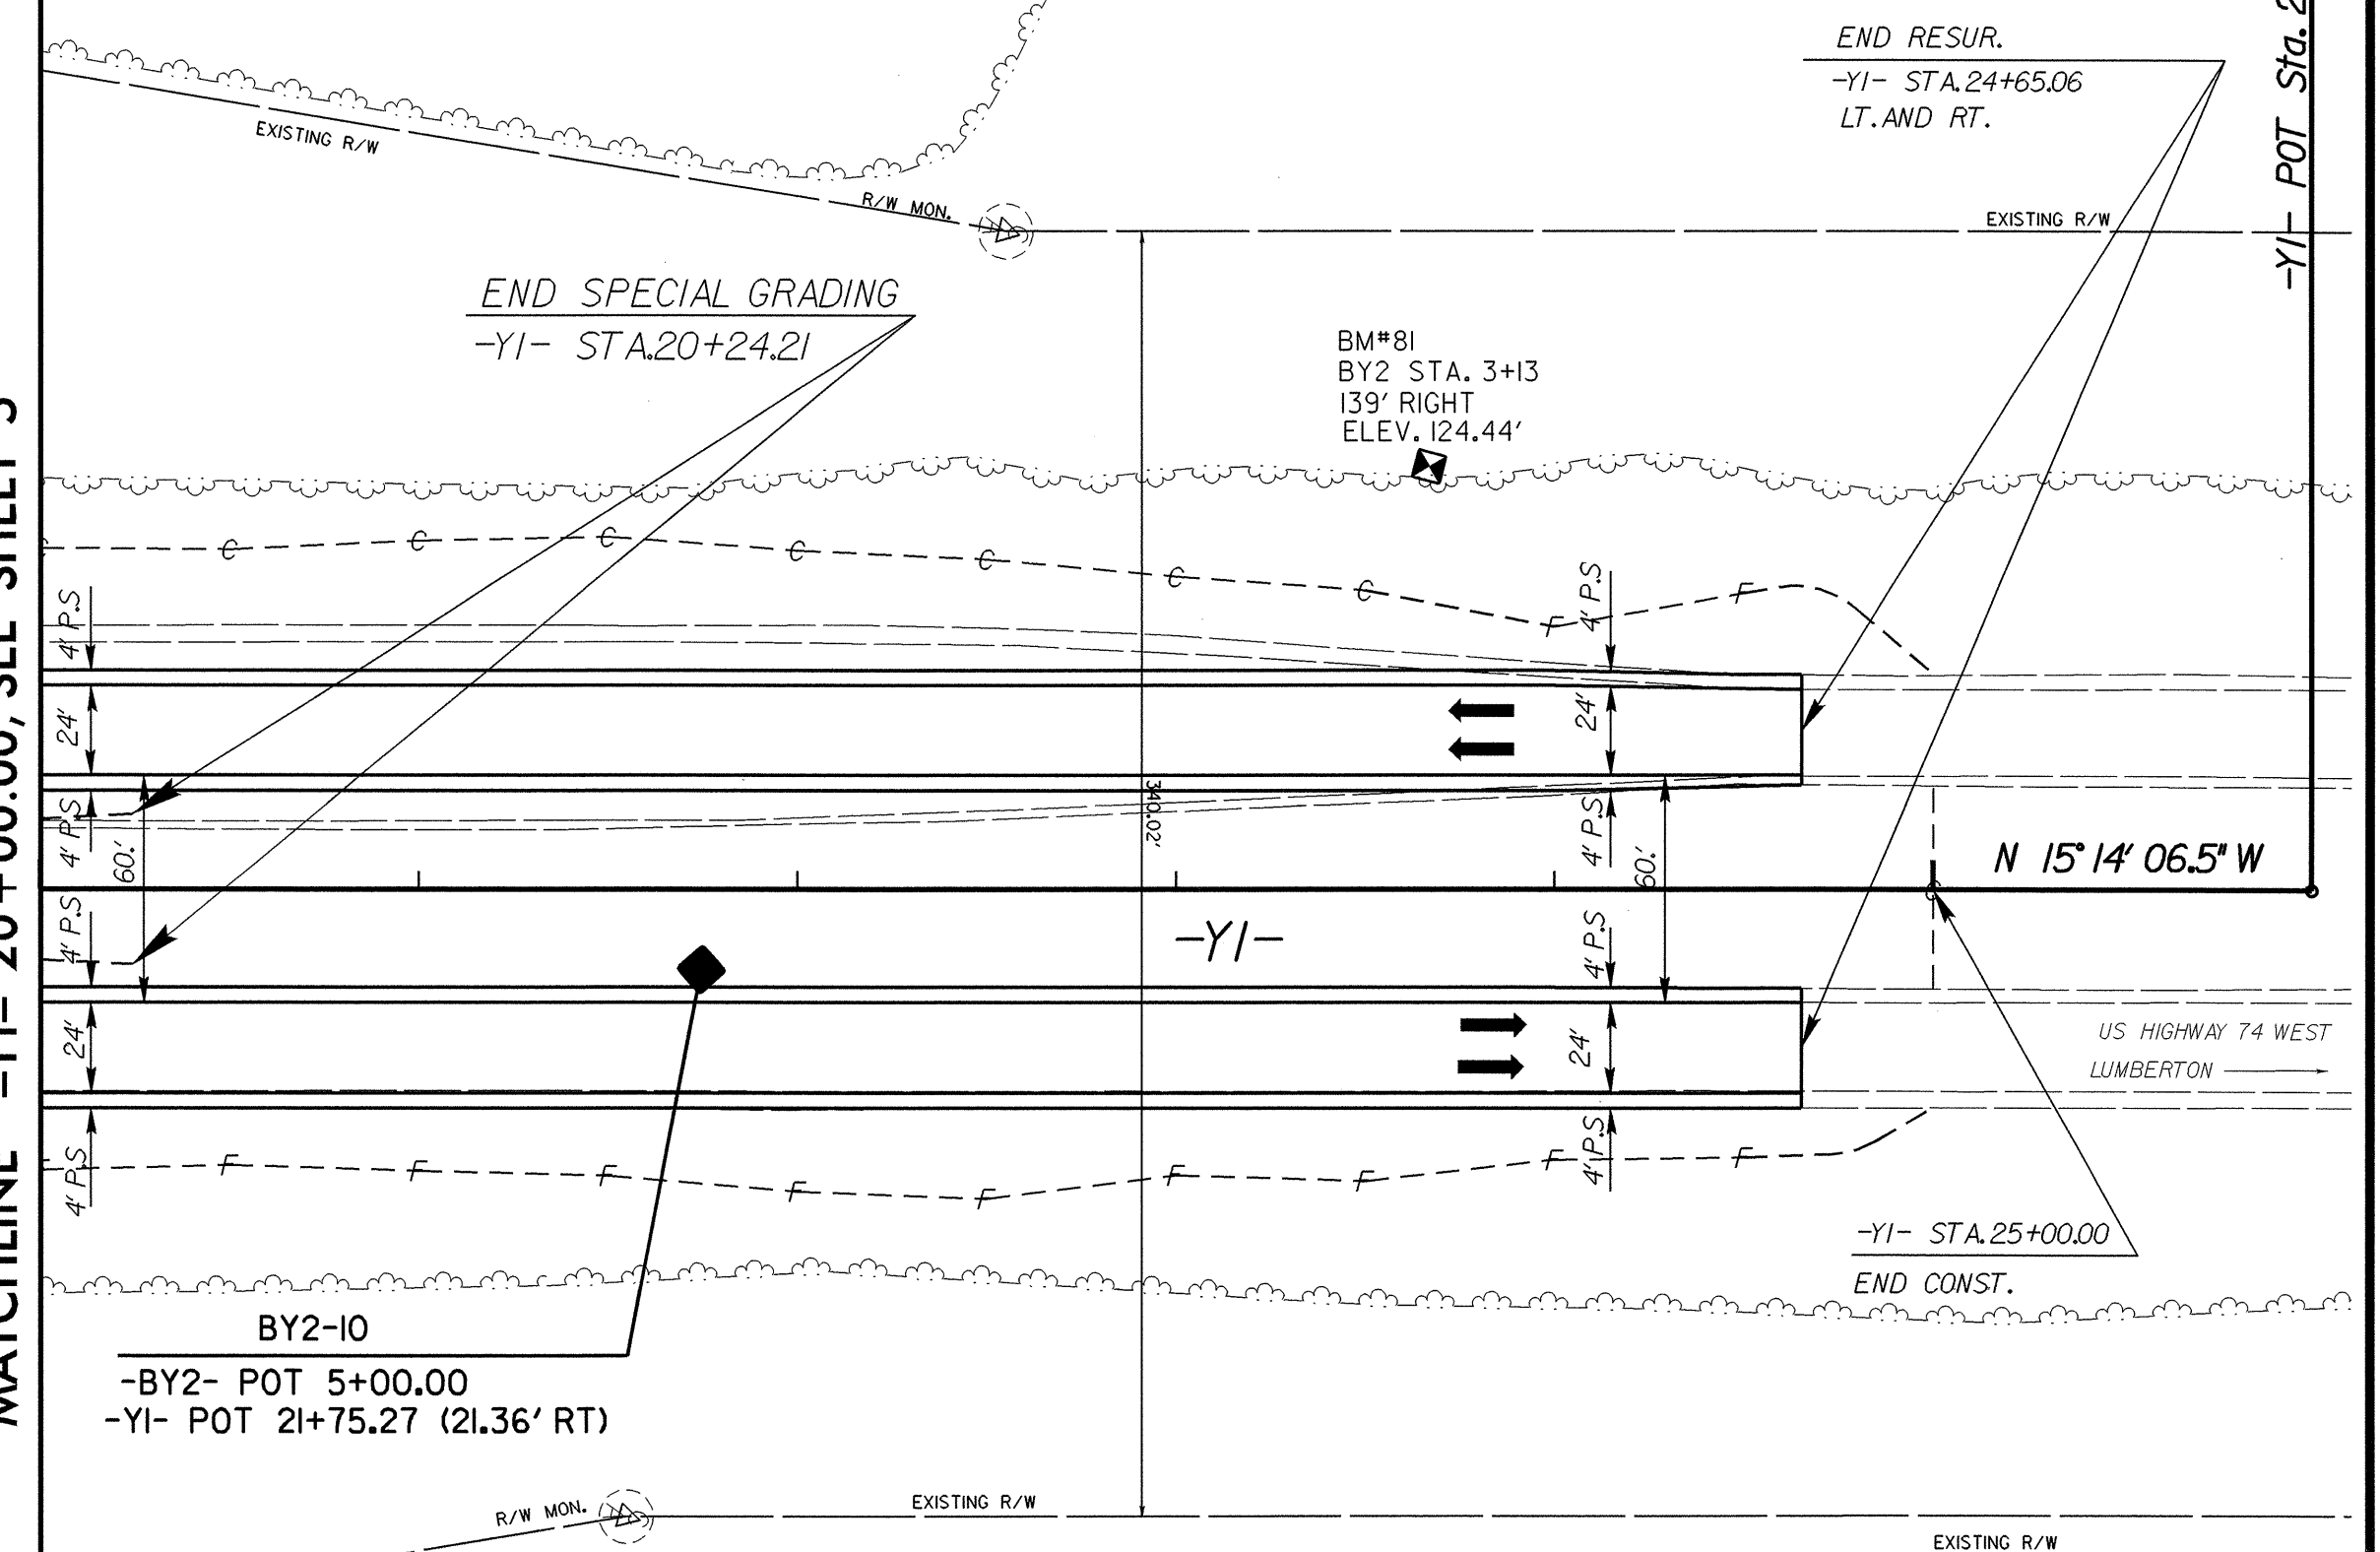 END RESUR.
-Y1- STA.24+65.06
LT.AND RT.
-Y1- POT Sta.
EXISTING R/W
R/W MON.
EXISTING R/W
END SPECIAL GRADING
-Y1- STA.20+24.21
BM#81
BY2 STA. 3+13
139' RIGHT
ELEV. 124.44'
C C C C C C C F F
4' P.S 4' P.S
24' 24'
4' P.S 4' P.S
60.' 60.'
340.02'
N 15° 14' 06.5" W
-Y1-
4' P.S 4' P.S
24' 24'
US HIGHWAY 74 WEST
LUMBERTON
4' P.S 4' P.S
F F F F F F F F F
-Y1- STA.25+00.00
END CONST.
BY2-10
-BY2- POT 5+00.00
-Y1- POT 21+75.27 (21.36' RT)
R/W MON.
EXISTING R/W
EXISTING R/W
MATCHLINE -Y1- 20+00.00, SEE SHEET